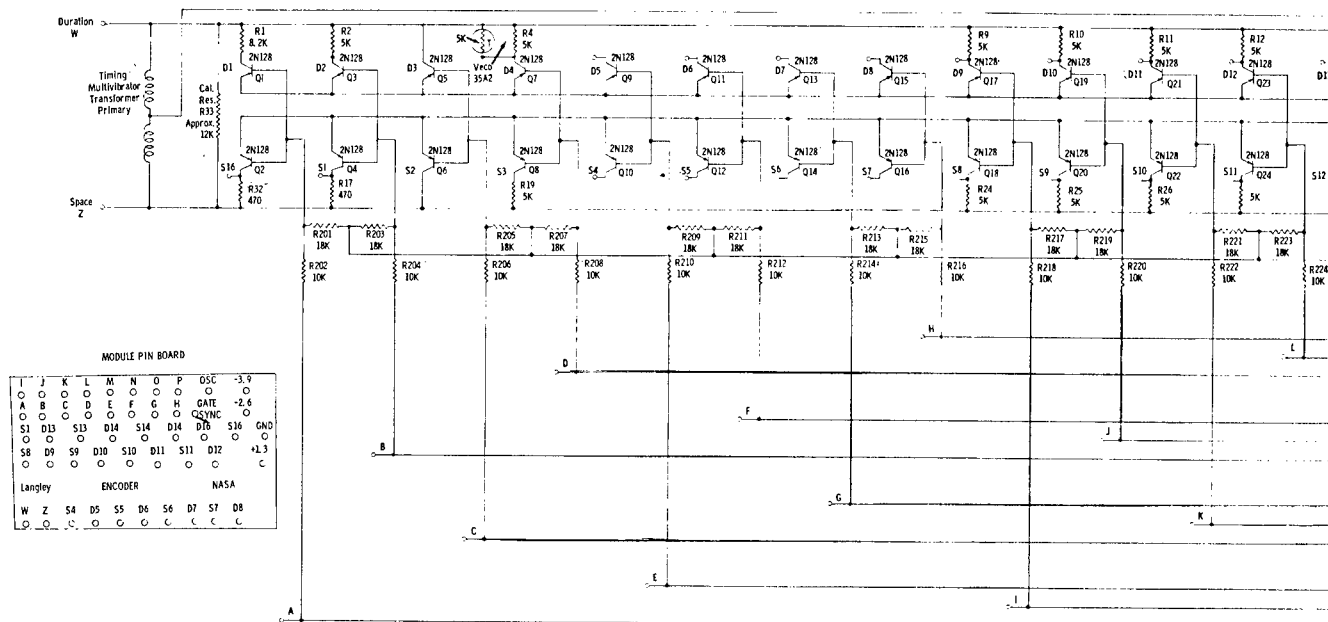 Duration
W
R1
8.2K
R2
5K
5K
T
R4
5K
R9
5K
R10
5K
R11
5K
R12
5K
2N128
D1
Q1
2N128
D2
Q3
2N128
D3
Q5
Veco
35A2
2N128
D4
Q7
2N128
D5
Q9
2N128
D6
Q11
2N128
D7
Q13
2N128
D8
Q15
2N128
D9
Q17
2N128
D10
Q19
2N128
D11
Q21
2N128
D12
Q23
Timing
Multivibrator
Transformer
Primary
Cal.
Res.
R33
Approx.
12K
2N128
S16
Q2
2N128
S1
Q4
2N128
S2
Q6
2N128
S3
Q8
2N128
S4
Q10
2N128
S5
Q12
2N128
S6
Q14
2N128
S7
Q16
2N128
S8
Q18
2N128
S9
Q20
2N128
S10
Q22
2N128
S11
Q24
S12
R32
470
R17
470
R19
5K
R24
5K
R25
5K
R26
5K
5K
Space
Z
R201
18K
R203
18K
R205
18K
R207
18K
R209
18K
R211
18K
R213
18K
R215
18K
R217
18K
R219
18K
R221
18K
R223
18K
R202
10K
R204
10K
R206
10K
R208
10K
R210
10K
R212
10K
R214
10K
R216
10K
R218
10K
R220
10K
R222
10K
R224
10K
H
L
D
F
J
B
G
K
C
E
I
A
MODULE PIN BOARD
I J K L M N O P OSC -3.9
A B C D E F G H GATE -2.6
SYNC
S1 D13 S13 D14 S14 D14 D16 S16 GND
S8 D9 S9 D10 S10 D11 S11 D12 +1.3
Langley ENCODER NASA
W Z S4 D5 S5 D6 S6 D7 S7 D8